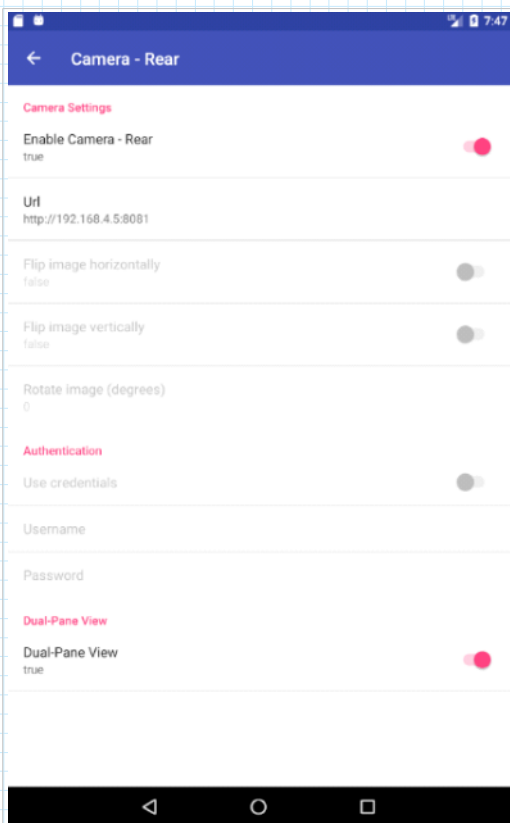 7:47
Camera - Rear
Camera Settings
Enable Camera - Rear
true
Url
http://192.168.4.5:8081
Flip image horizontally
false
Flip image vertically
false
Rotate image (degrees)
0
Authentication
Use credentials
Username
Password
Dual-Pane View
Dual-Pane View
true